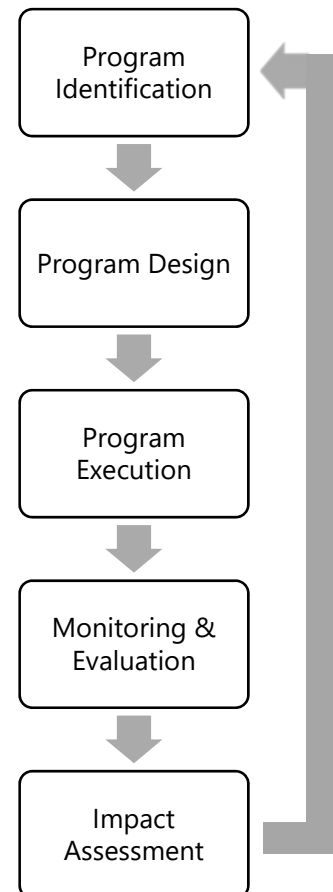 Program
Identification
Program Design
Program
Execution
Monitoring &
Evaluation
Impact
Assessment